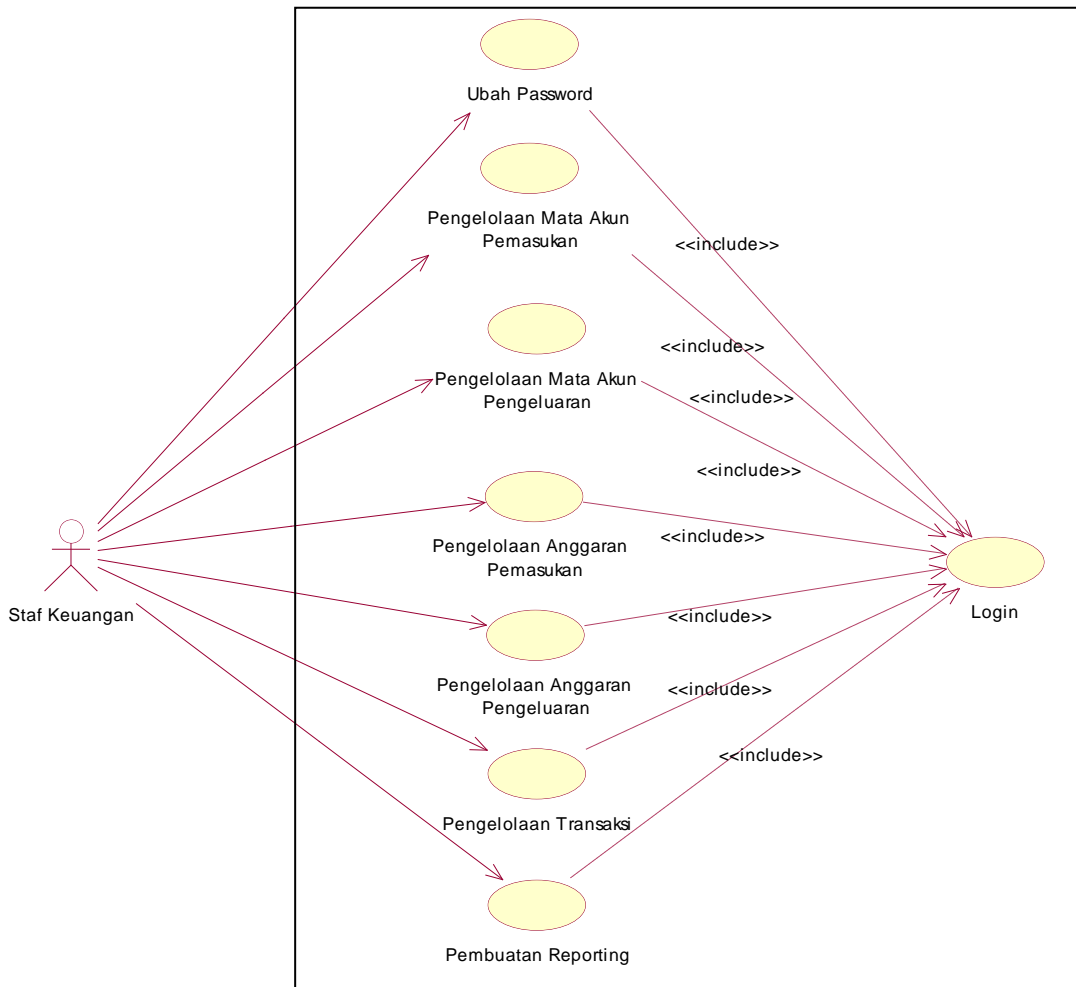 Ubah Password
Pengelolaan Mata Akun
Pemasukan
<<include>>
<<include>>
Pengelolaan Mata Akun
Pengeluaran
<<include>>
<<include>>
Pengelolaan Anggaran
Pemasukan
<<include>>
Staf Keuangan
Login
<<include>>
Pengelolaan Anggaran
Pengeluaran
<<include>>
<<include>>
Pengelolaan Transaksi
Pembuatan Reporting